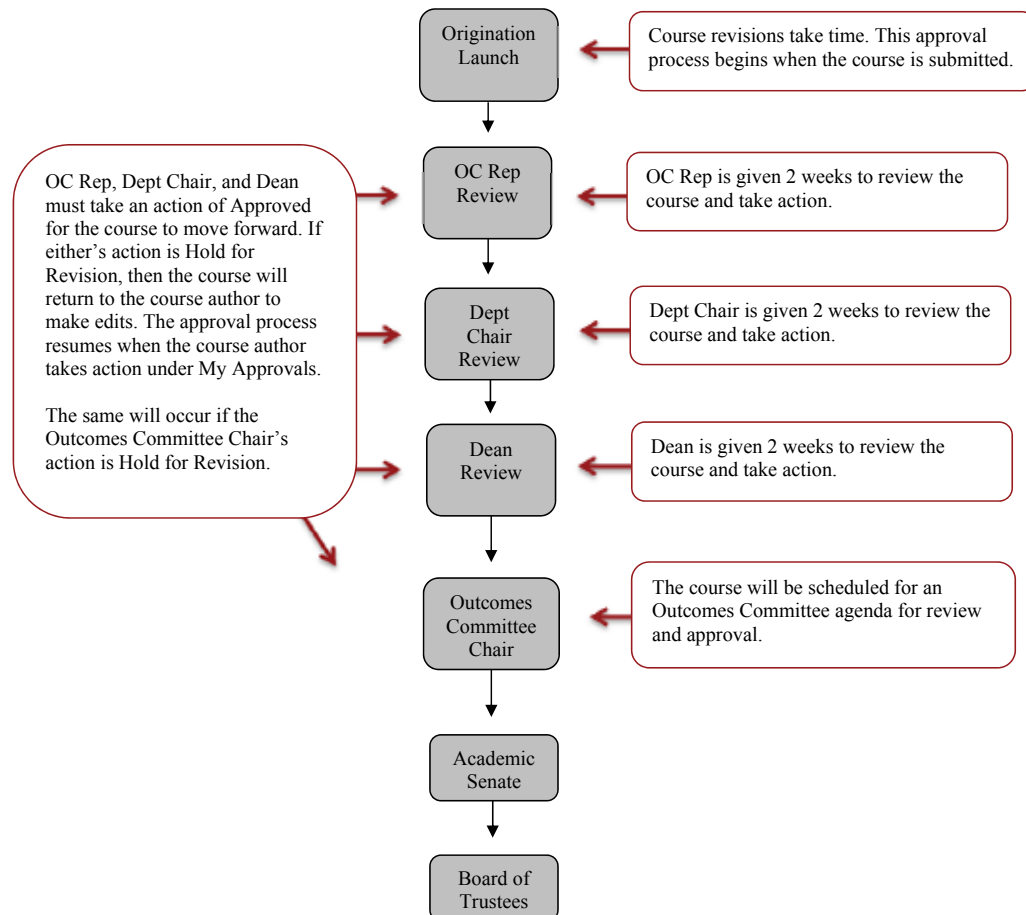 Origination
Launch
Course revisions take time. This approval
process begins when the course is submitted.
OC Rep, Dept Chair, and Dean
must take an action of Approved
for the course to move forward. If
either’s action is Hold for
Revision, then the course will
return to the course author to
make edits. The approval process
resumes when the course author
takes action under My Approvals.
The same will occur if the
Outcomes Committee Chair’s
action is Hold for Revision.
OC Rep
Review
OC Rep is given 2 weeks to review the
course and take action.
Dept
Chair
Review
Dept Chair is given 2 weeks to review the
course and take action.
Dean
Review
Dean is given 2 weeks to review the
course and take action.
Outcomes
Committee
Chair
The course will be scheduled for an
Outcomes Committee agenda for review
and approval.
Academic
Senate
Board of
Trustees